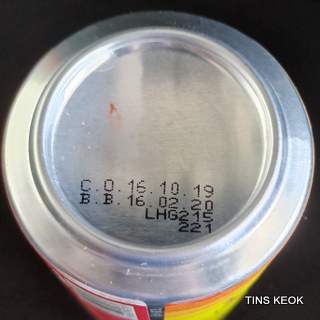 C.O.16.10.19
B.B.16.02.20
LHG215
221
TINS KEOK